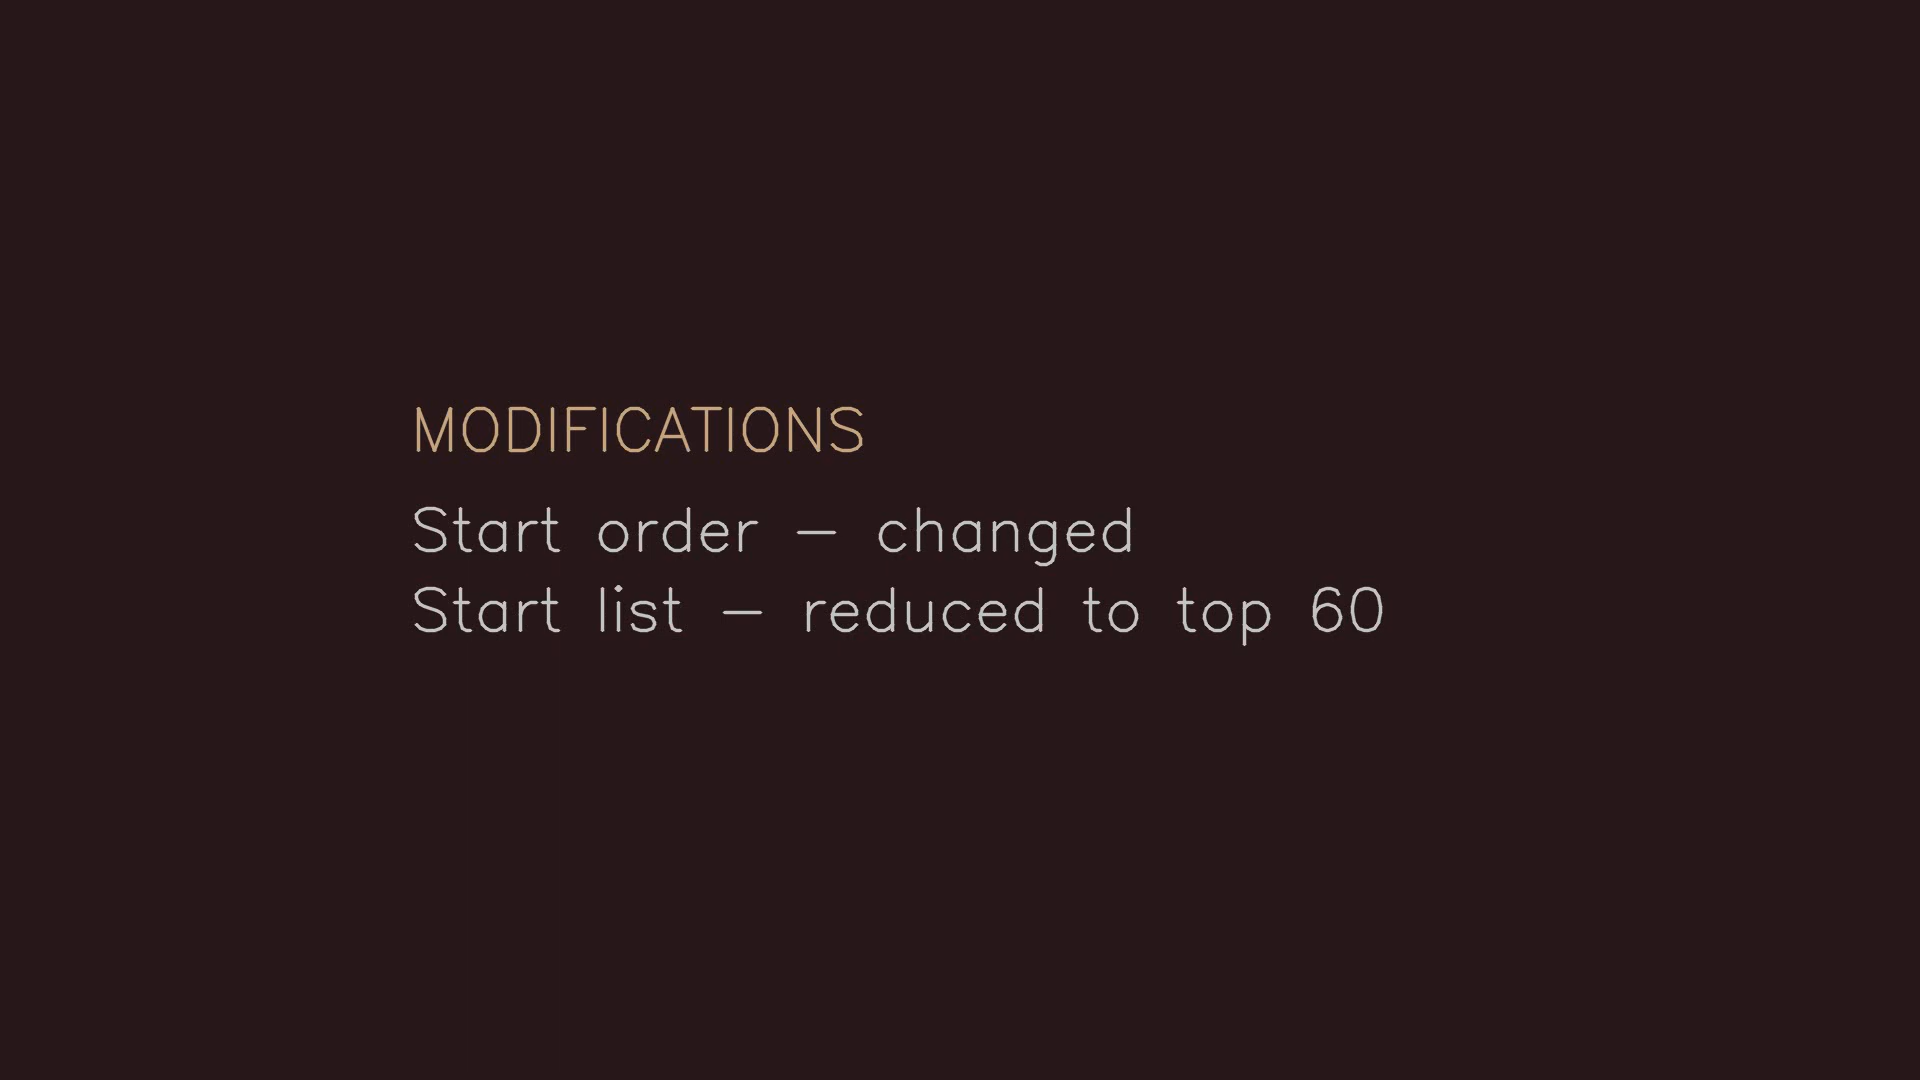 MODIFICATIONS
Start order – changed
Start list – reduced to top 60